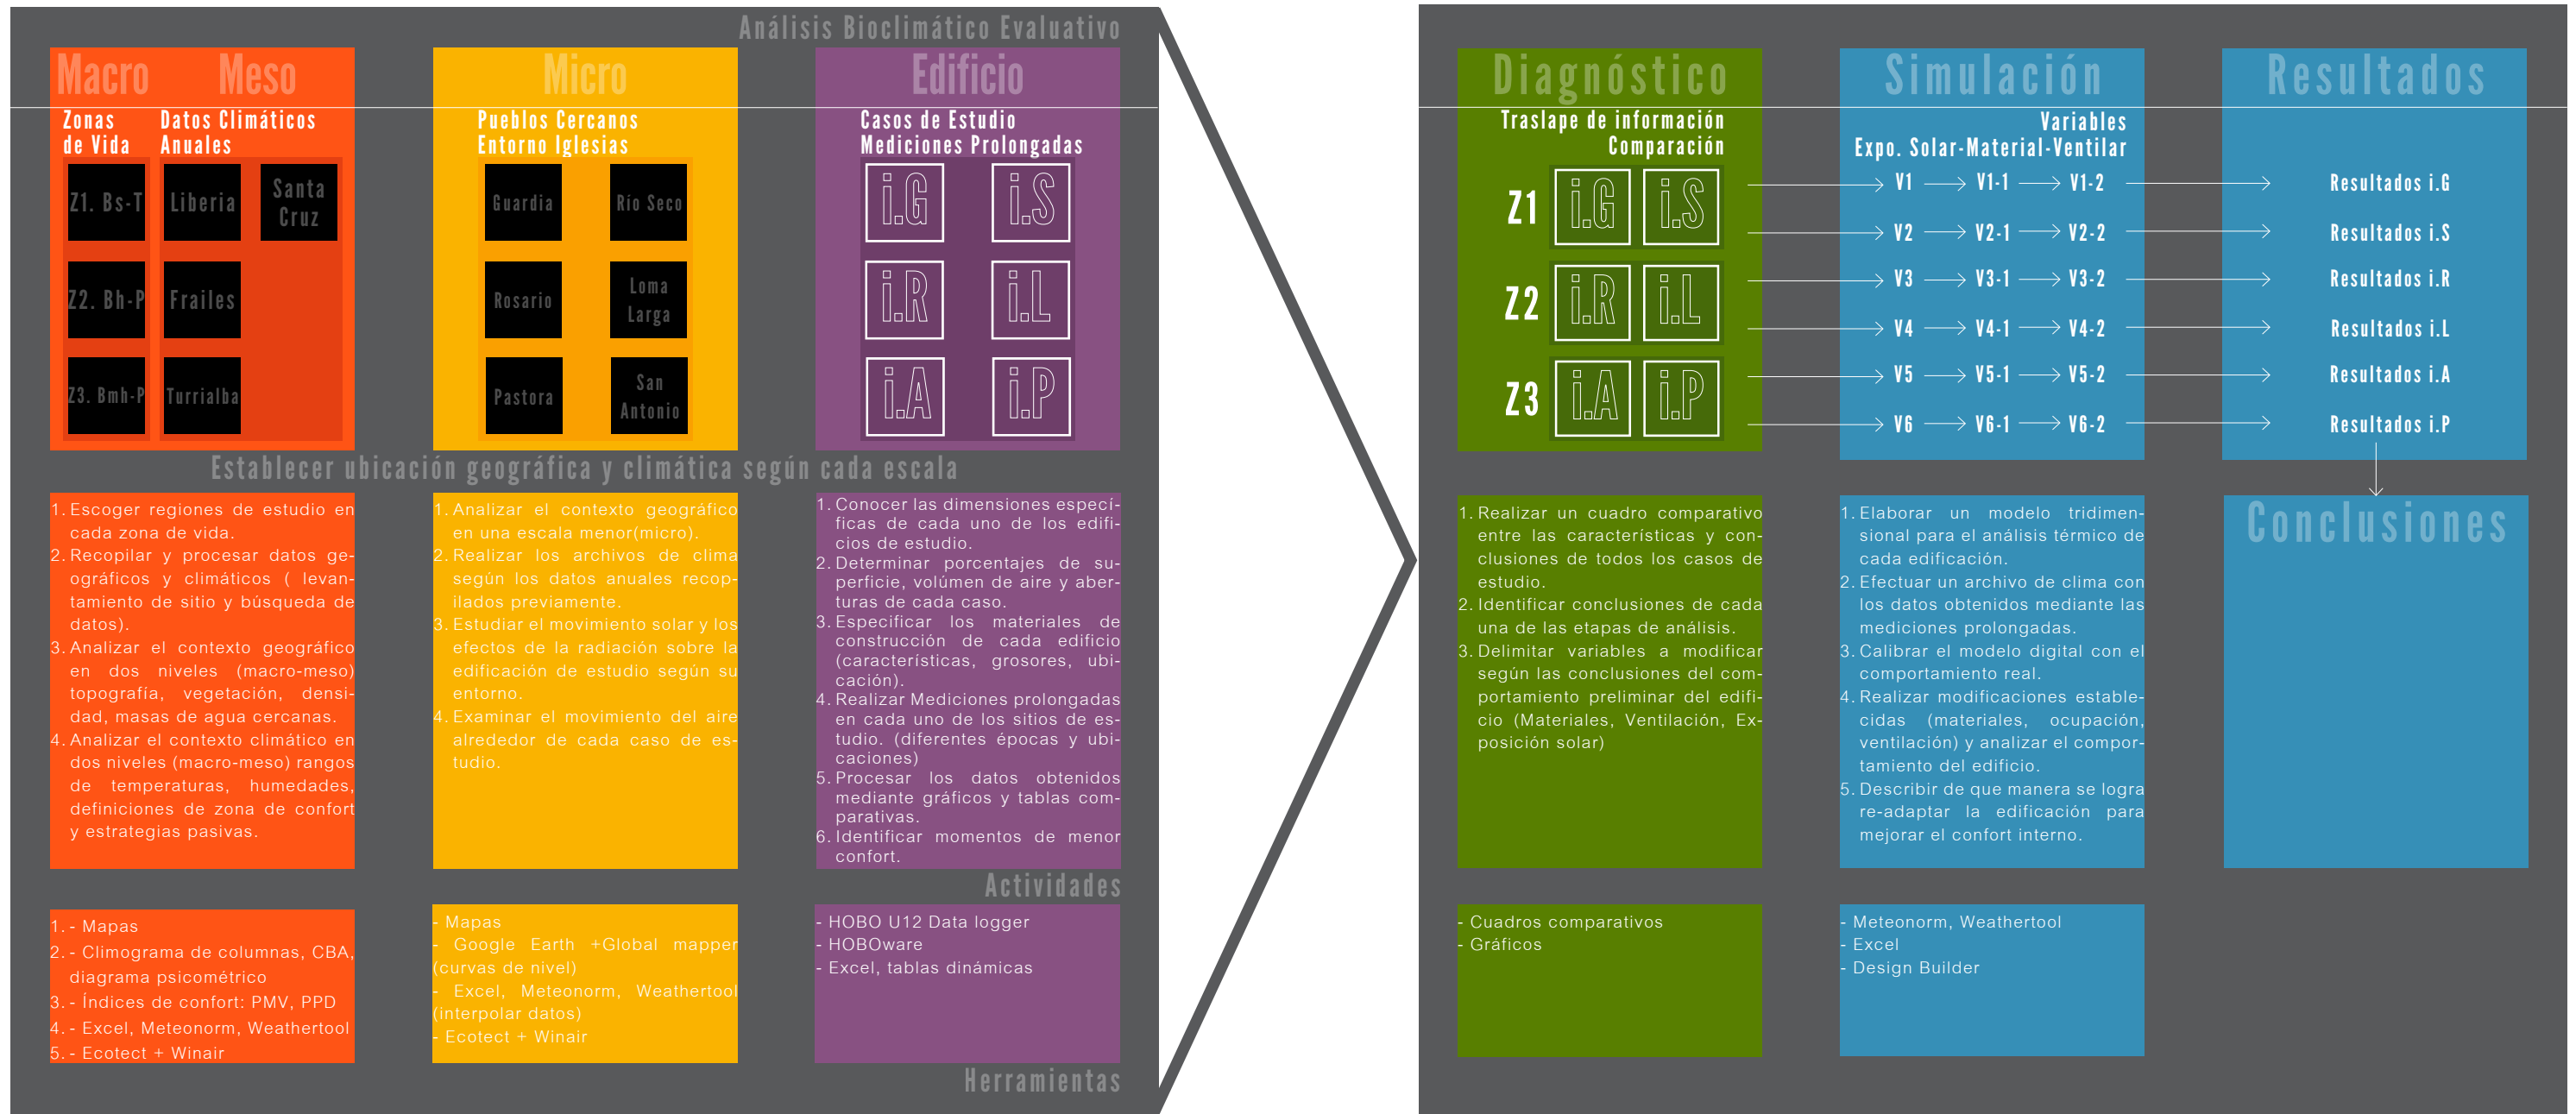 Análisis Bioclimático Evaluativo
Macro
Meso
Zonas
de Vida
Datos Climáticos
Anuales
Z1. Bs-T
Liberia
Santa
Cruz
Z2. Bh-P
Frailes
Z3. Bmh-P
Turrialba
Micro
Pueblos Cercanos
Entorno Iglesias
Guardia
Río Seco
Rosario
Loma
Larga
Pastora
San
Antonio
Edificio
Casos de Estudio
Mediciones Prolongadas
i.G
i.S
i.R
i.L
i.A
i.P
Establecer ubicación geográfica y climática según cada escala
1. Escoger regiones de estudio en
cada zona de vida.
2. Recopilar y procesar datos ge-
ográficos y climáticos ( levan-
tamiento de sitio y búsqueda de
datos).
3. Analizar el contexto geográfico
en dos niveles (macro-meso)
topografía, vegetación, densi-
dad, masas de agua cercanas.
4. Analizar el contexto climático en
dos niveles (macro-meso) rangos
de temperaturas, humedades,
definiciones de zona de confort
y estrategias pasivas.
1. Analizar el contexto geográfico
en una escala menor(micro).
2. Realizar los archivos de clima
según los datos anuales recop-
ilados previamente.
3. Estudiar el movimiento solar y los
efectos de la radiación sobre la
edificación de estudio según su
entorno.
4. Examinar el movimiento del aire
alrededor de cada caso de es-
tudio.
1. Conocer las dimensiones especí-
ficas de cada uno de los edifi-
cios de estudio.
2. Determinar porcentajes de su-
perficie, volúmen de aire y aber-
turas de cada caso.
3. Especificar los materiales de
construcción de cada edificio
(características, grosores, ubi-
cación).
4. Realizar Mediciones prolongadas
en cada uno de los sitios de es-
tudio. (diferentes épocas y ubi-
caciones)
5. Procesar los datos obtenidos
mediante gráficos y tablas com-
parativas.
6. Identificar momentos de menor
confort.
Actividades
1. - Mapas
2. - Climograma de columnas, CBA,
diagrama psicométrico
3. - Índices de confort: PMV, PPD
4. - Excel, Meteonorm, Weathertool
5. - Ecotect + Winair
- Mapas
- Google Earth +Global mapper
(curvas de nivel)
- Excel, Meteonorm, Weathertool
(interpolar datos)
- Ecotect + Winair
- HOBO U12 Data logger
- HOBOware
- Excel, tablas dinámicas
Herramientas
Diagnóstico
Traslape de información
Comparación
Z1
i.G
i.S
Z2
i.R
i.L
Z3
i.A
i.P
Simulación
Variables
Expo. Solar-Material-Ventilar
V1 V1-1 V1-2
V2 V2-1 V2-2
V3 V3-1 V3-2
V4 V4-1 V4-2
V5 V5-1 V5-2
V6 V6-1 V6-2
Resultados
Resultados i.G
Resultados i.S
Resultados i.R
Resultados i.L
Resultados i.A
Resultados i.P
1. Realizar un cuadro comparativo
entre las características y con-
clusiones de todos los casos de
estudio.
2. Identificar conclusiones de cada
una de las etapas de análisis.
3. Delimitar variables a modificar
según las conclusiones del com-
portamiento preliminar del edifi-
cio (Materiales, Ventilación, Ex-
posición solar)
1. Elaborar un modelo tridimen-
sional para el análisis térmico de
cada edificación.
2. Efectuar un archivo de clima con
los datos obtenidos mediante las
mediciones prolongadas.
3. Calibrar el modelo digital con el
comportamiento real.
4. Realizar modificaciones estable-
cidas (materiales, ocupación,
ventilación) y analizar el compor-
tamiento del edificio.
5. Describir de que manera se logra
re-adaptar la edificación para
mejorar el confort interno.
Conclusiones
- Cuadros comparativos
- Gráficos
- Meteonorm, Weathertool
- Excel
- Design Builder